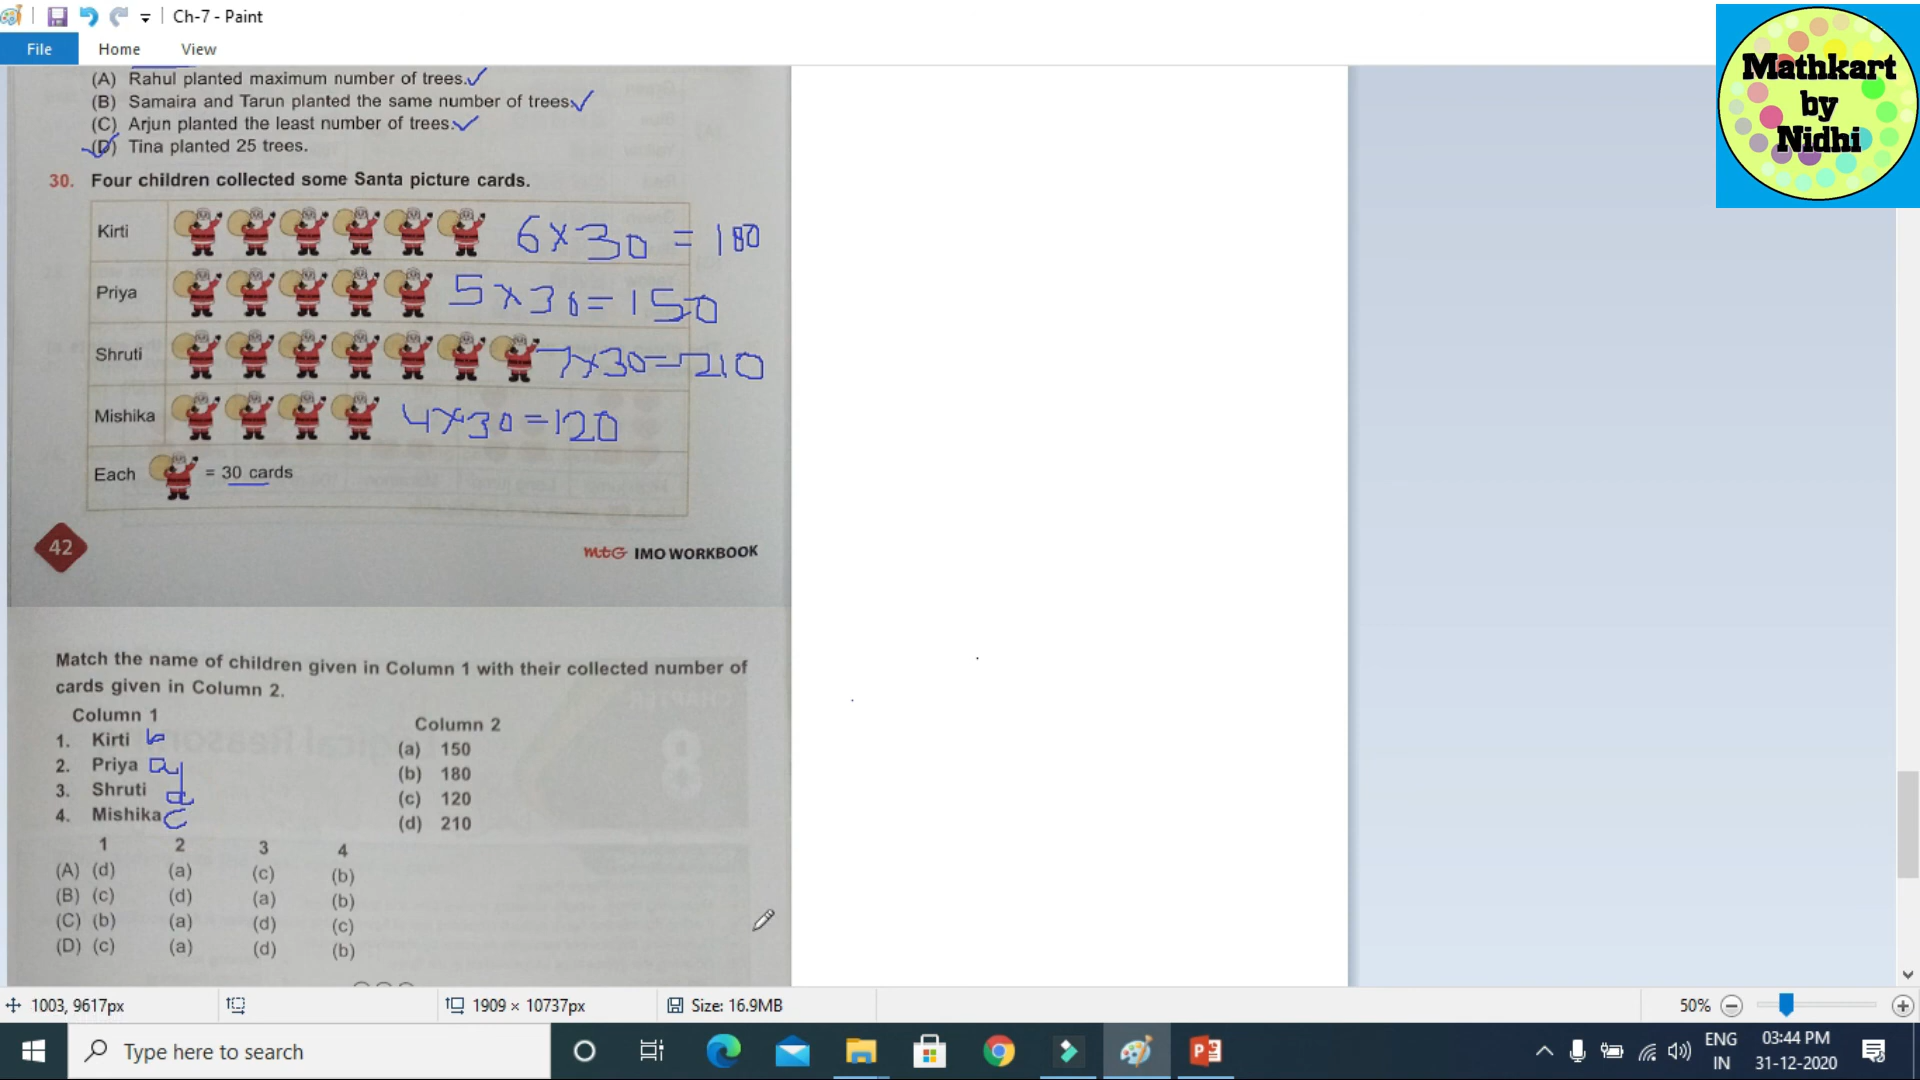 Ch-7 - Paint
File Home View
Mathkart
by
Nidhi
(A) Rahul planted maximum number of trees.
(B) Samaira and Tarun planted the same number of trees.
(C) Arjun planted the least number of trees.
(D) Tina planted 25 trees.
30. Four children collected some Santa picture cards.
Kirti 6 × 30 = 180
Priya 5 × 30 = 150
Shruti 7 × 30 = 210
Mishika 4 × 30 = 120
Each = 30 cards
42
mtG IMO WORKBOOK
Match the name of children given in Column 1 with their collected number of
cards given in Column 2.
Column 1 Column 2
1. Kirti b (a) 150
2. Priya a (b) 180
3. Shruti d (c) 120
4. Mishika c (d) 210
1 2 3 4
(A) (d) (a) (c) (b)
(B) (c) (d) (a) (b)
(C) (b) (a) (d) (c)
(D) (c) (a) (d) (b)
1003, 9617px 1909 × 10737px Size: 16.9MB 50%
Type here to search
ENG
IN
03:44 PM
31-12-2020